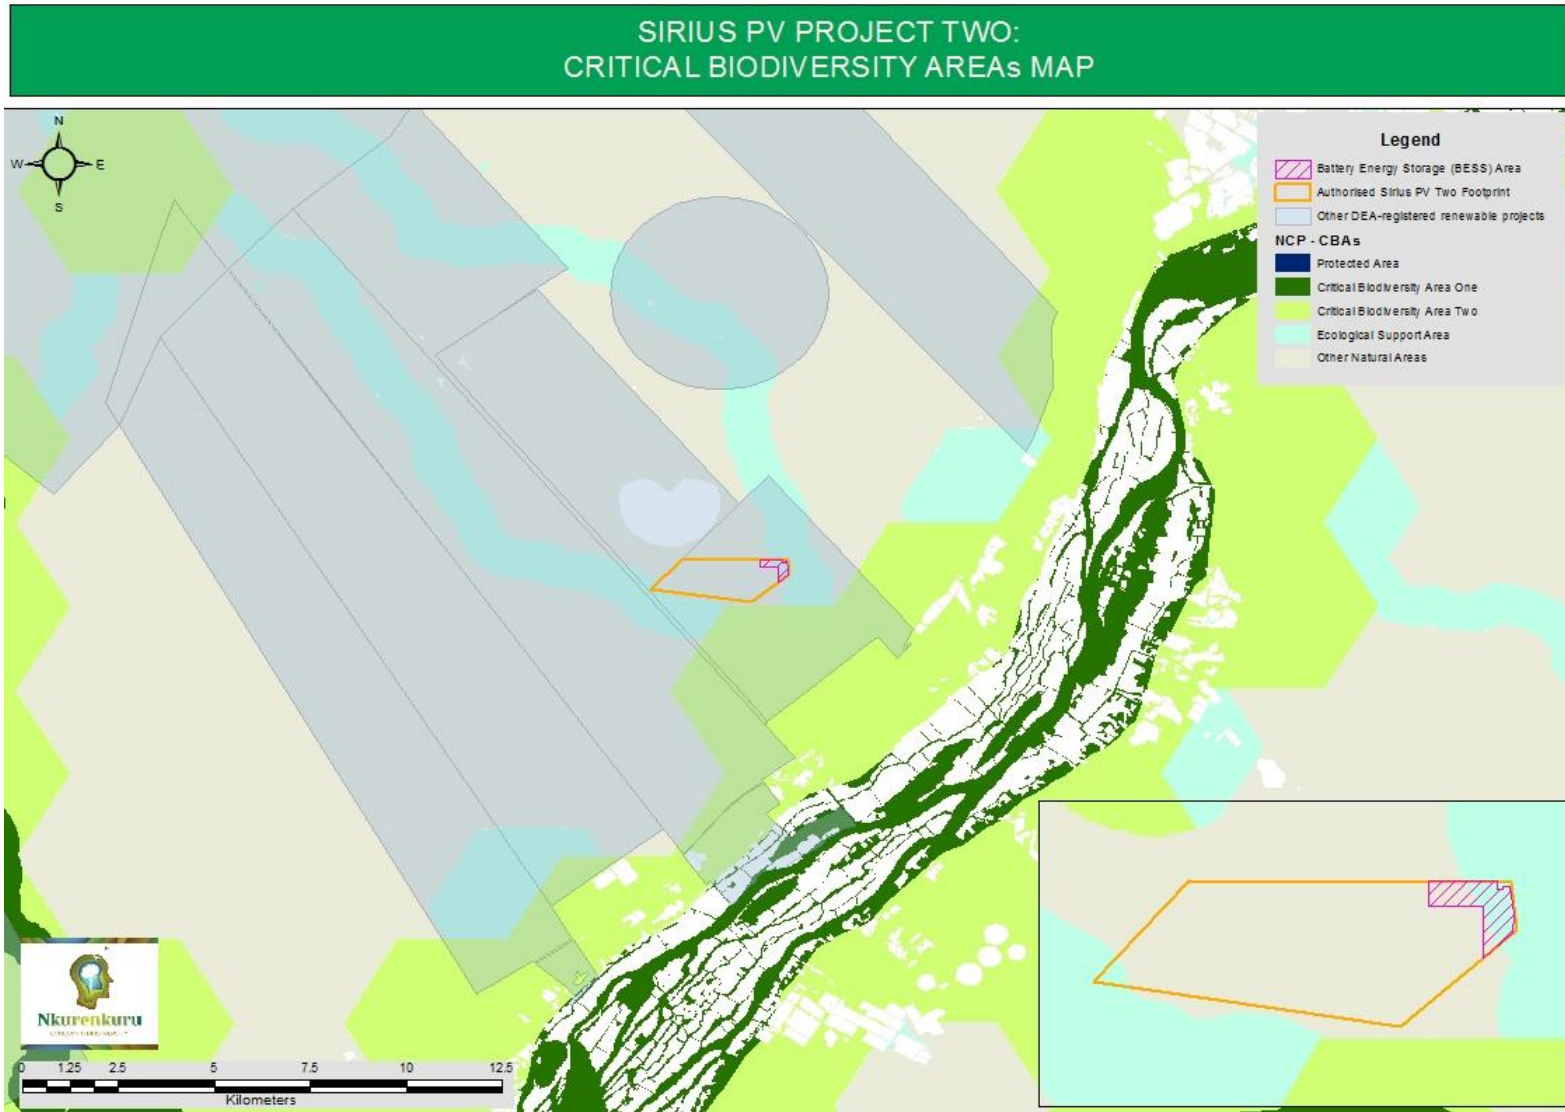 SIRIUS PV PROJECT TWO:
CRITICAL BIODIVERSITY AREAs MAP
N
W E
S
Legend
Battery Energy Storage (BESS) Area
Authorised Sirius PV Two Footprint
Other DEA-registered renewable projects
NCP - CBAs
Protected Area
Critical Biodiversity Area One
Critical Biodiversity Area Two
Ecological Support Area
Other Natural Areas
Nkurenkuru
0 1.25 2.5 5 7.5 10 12.5
Kilometers